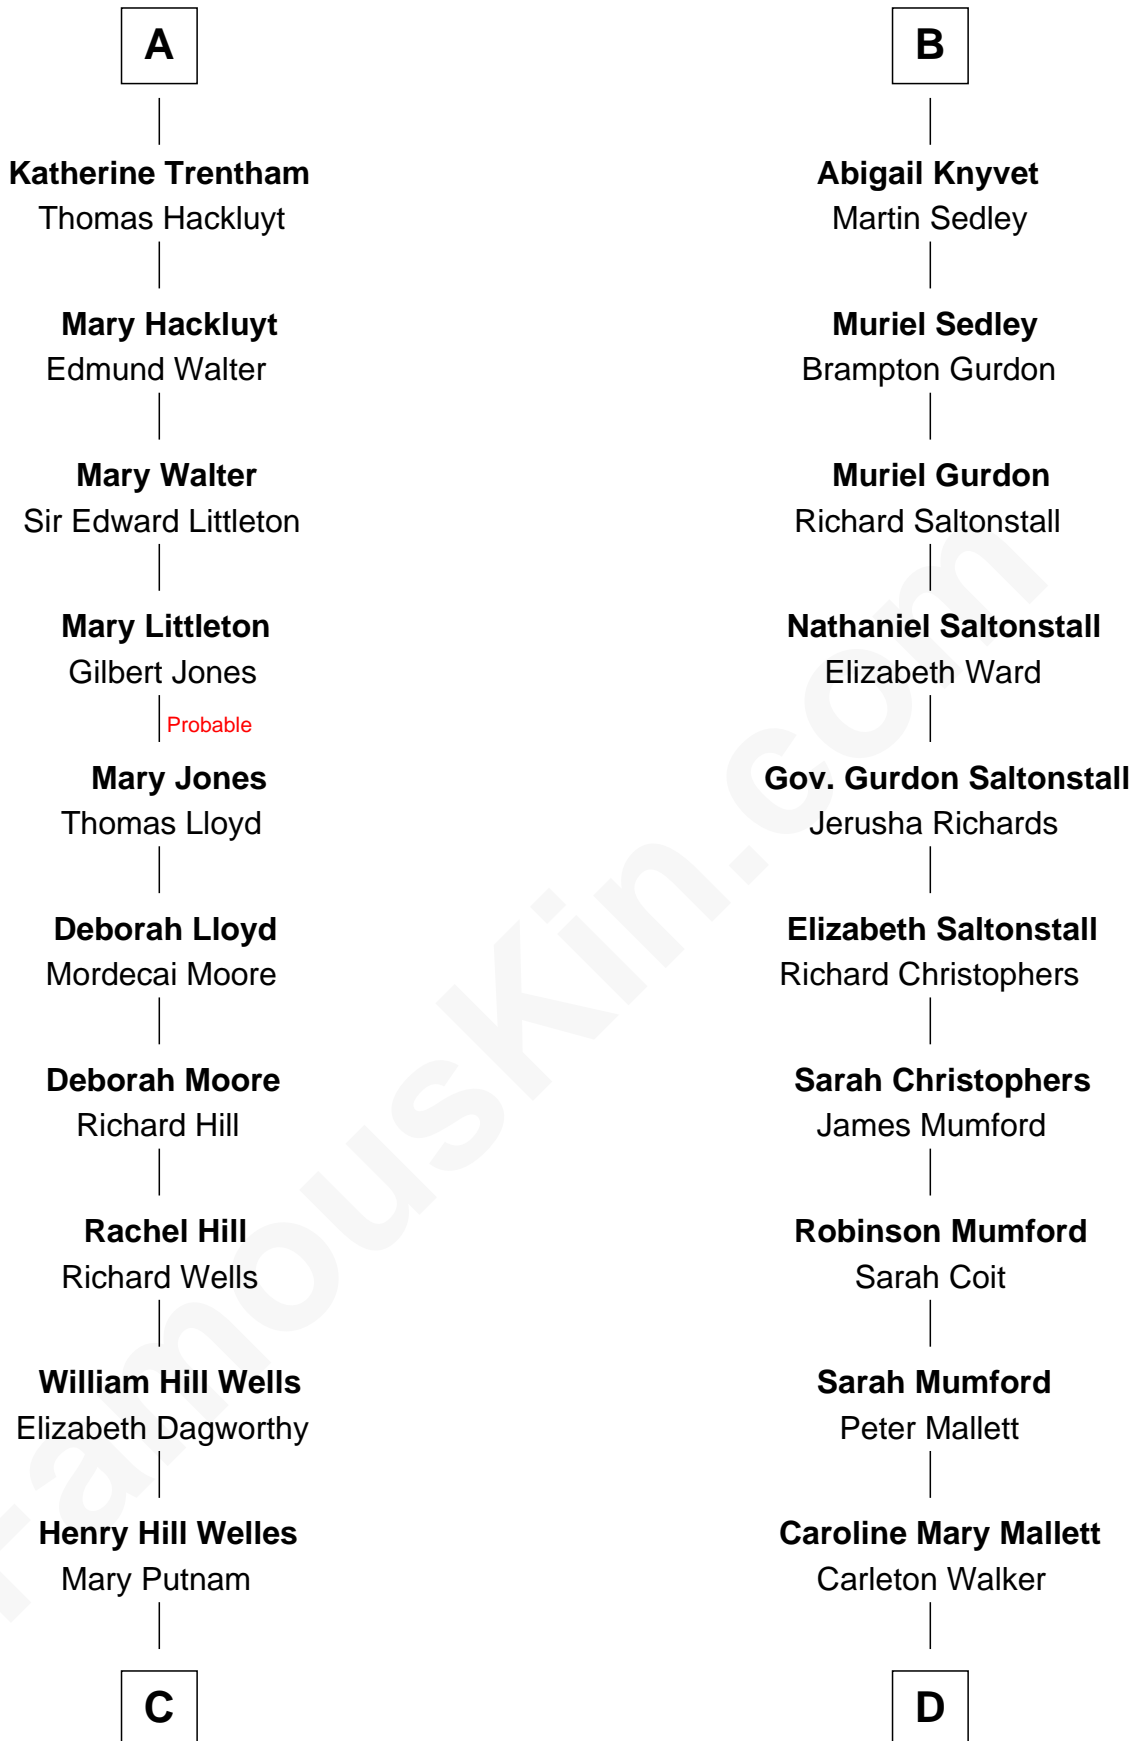 A
Katherine Trentham
Thomas Hackluyt
Mary Hackluyt
Edmund Walter
Mary Walter
Sir Edward Littleton
Mary Littleton
Gilbert Jones
Probable
Mary Jones
Thomas Lloyd
Deborah Lloyd
Mordecai Moore
Deborah Moore
Richard Hill
Rachel Hill
Richard Wells
William Hill Wells
Elizabeth Dagworthy
Henry Hill Welles
Mary Putnam
C
B
Abigail Knyvet
Martin Sedley
Muriel Sedley
Brampton Gurdon
Muriel Gurdon
Richard Saltonstall
Nathaniel Saltonstall
Elizabeth Ward
Gov. Gurdon Saltonstall
Jerusha Richards
Elizabeth Saltonstall
Richard Christophers
Sarah Christophers
James Mumford
Robinson Mumford
Sarah Coit
Sarah Mumford
Peter Mallett
Caroline Mary Mallett
Carleton Walker
D
FamousKin.com